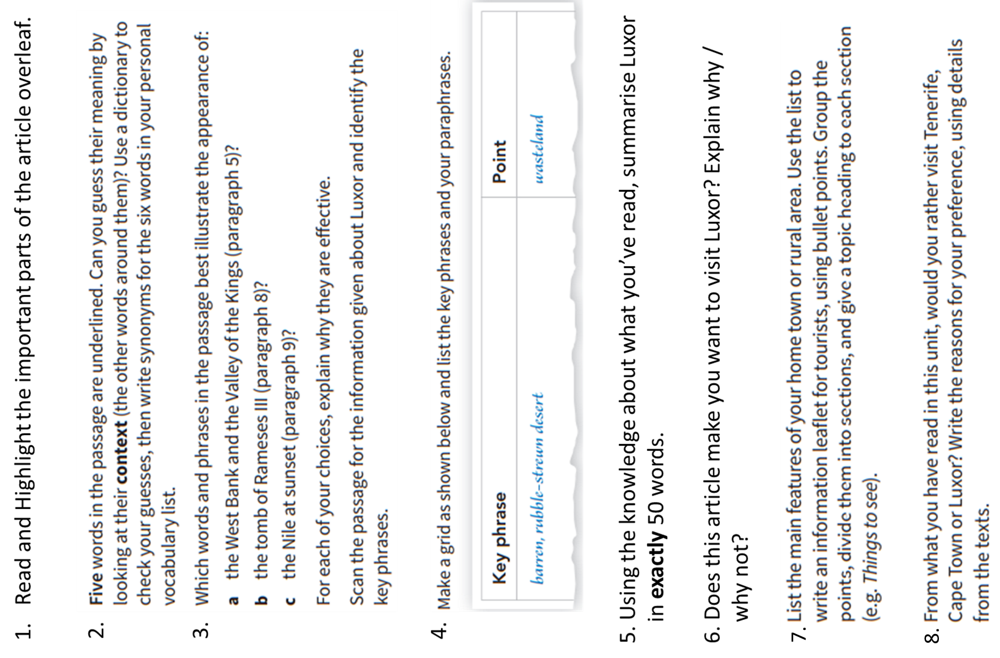 1. Read and Highlight the important parts of the article overleaf.
2. Five words in the passage are underlined. Can you guess their meaning by
looking at their context (the other words around them)? Use a dictionary to
check your guesses, then write synonyms for the six words in your personal
vocabulary list.
3. Which words and phrases in the passage best illustrate the appearance of:
a the West Bank and the Valley of the Kings (paragraph 5)?
b the tomb of Rameses III (paragraph 8)?
c the Nile at sunset (paragraph 9)?
For each of your choices, explain why they are effective.
Scan the passage for the information given about Luxor and identify the
key phrases.
4. Make a grid as shown below and list the key phrases and your paraphrases.
Key phrase Point
barren, rubble-strewn desert wasteland
5. Using the knowledge about what you've read, summarise Luxor
in exactly 50 words.
6. Does this article make you want to visit Luxor? Explain why /
why not?
7. List the main features of your home town or rural area. Use the list to
write an information leaflet for tourists, using bullet points. Group the
points, divide them into sections, and give a topic heading to each section
(e.g. Things to see).
8. From what you have read in this unit, would you rather visit Tenerife,
Cape Town or Luxor? Write the reasons for your preference, using details
from the texts.